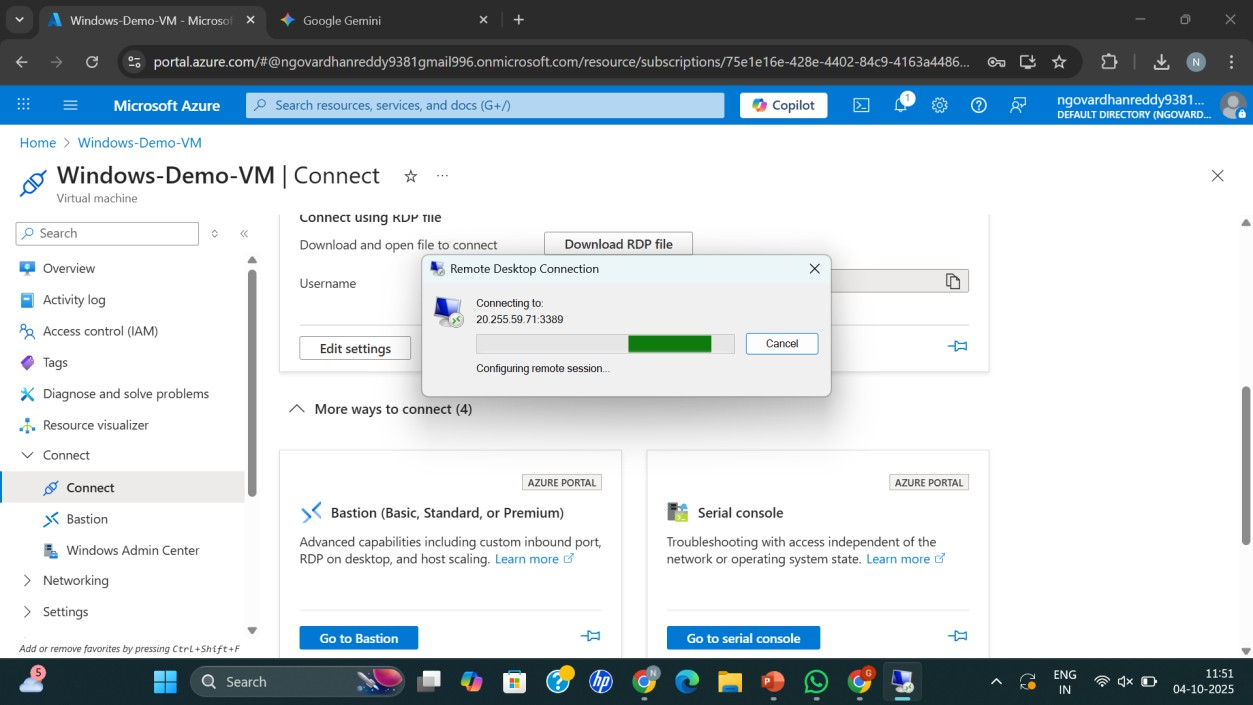 Windows-Demo-VM - Microsof
Google Gemini
portal.azure.com/#@ngovardhanreddy9381gmail996.onmicrosoft.com/resource/subscriptions/75e1e16e-428e-4402-84c9-4163a4486...
N
Microsoft Azure
Search resources, services, and docs (G+/)
Copilot
1
ngovardhanreddy9381...
DEFAULT DIRECTORY (NGOVARD...
Home > Windows-Demo-VM
Windows-Demo-VM | Connect
Virtual machine
Search
Overview
Activity log
Access control (IAM)
Tags
Diagnose and solve problems
Resource visualizer
Connect
Connect
Bastion
Windows Admin Center
Networking
Settings
Add or remove favorites by pressing Ctrl+Shift+F
Connect using RDP file
Download and open file to connect
Download RDP file
Username
Edit settings
Remote Desktop Connection
Connecting to:
20.255.59.71:3389
Cancel
Configuring remote session...
More ways to connect (4)
AZURE PORTAL
Bastion (Basic, Standard, or Premium)
Advanced capabilities including custom inbound port,
RDP on desktop, and host scaling. Learn more
Go to Bastion
AZURE PORTAL
Serial console
Troubleshooting with access independent of the
network or operating system state. Learn more
Go to serial console
5
Search
N
G
ENG
IN
11:51
04-10-2025